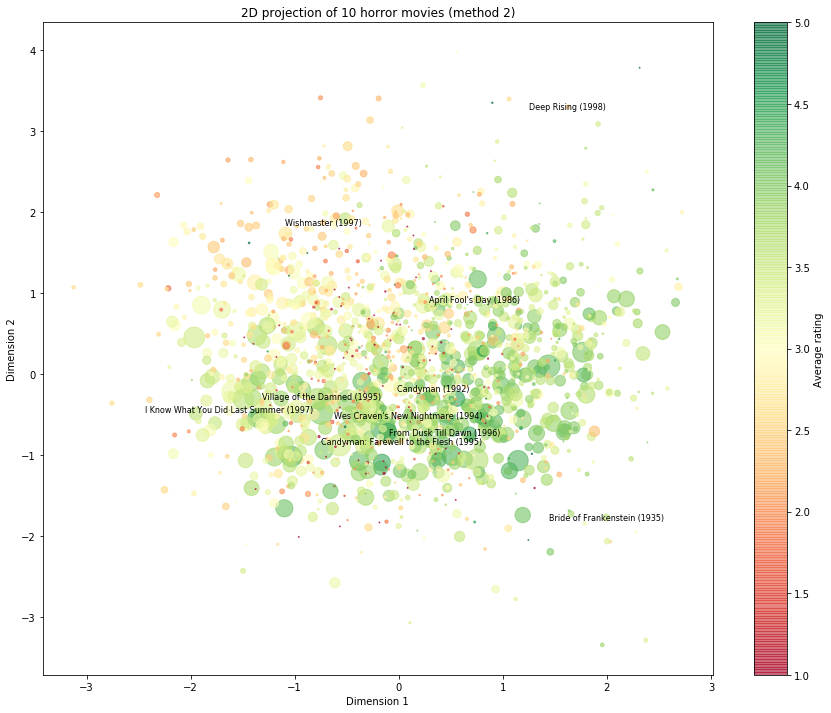 2D projection of 10 horror movies (method 2)
4
3
2
1
0
−1
−2
−3
Dimension 2
Deep Rising (1998)
Wishmaster (1997)
April Fool's Day (1986)
Candyman (1992)
Village of the Damned (1995)
I Know What You Did Last Summer (1997)
Wes Craven's New Nightmare (1994)
From Dusk Till Dawn (1996)
Candyman: Farewell to the Flesh (1995)
Bride of Frankenstein (1935)
−3 −2 −1 0 1 2 3
Dimension 1
5.0
4.5
4.0
3.5
3.0
2.5
2.0
1.5
1.0
Average rating